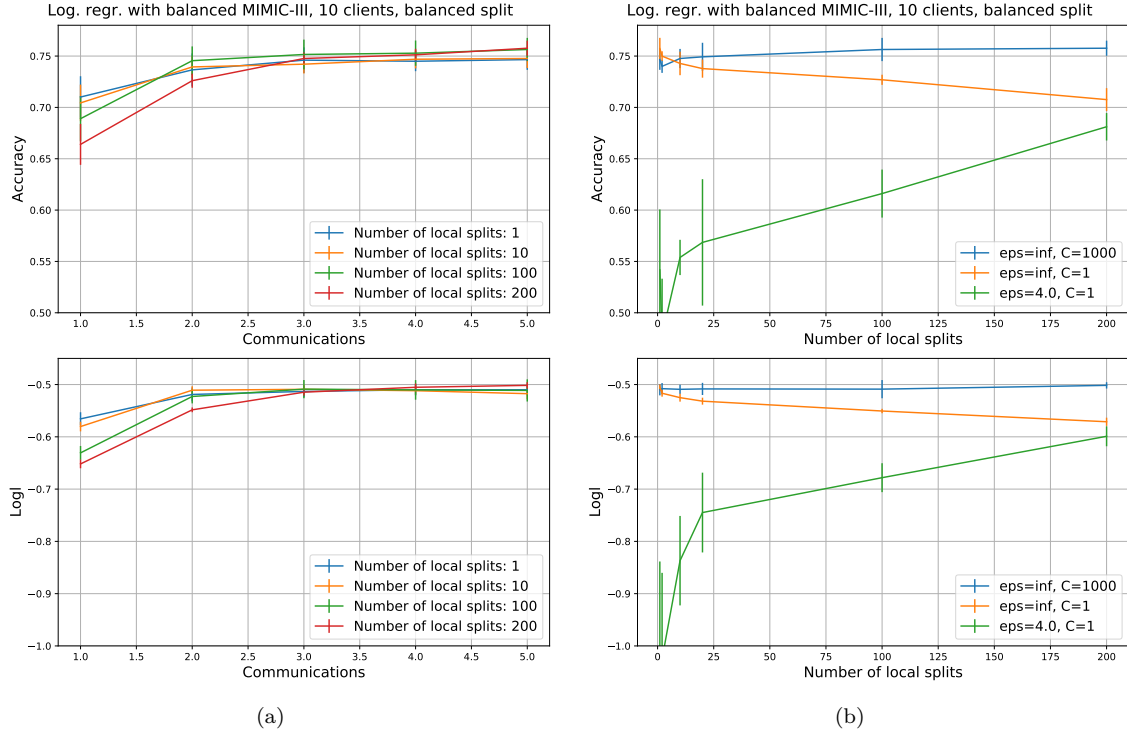 Log. regr. with balanced MIMIC-III, 10 clients, balanced split
0.75
0.70
0.65
0.60
0.55
0.50
Accuracy
Number of local splits: 1
Number of local splits: 10
Number of local splits: 100
Number of local splits: 200
1.0 1.5 2.0 2.5 3.0 3.5 4.0 4.5 5.0
Communications
−0.5
−0.6
−0.7
−0.8
−0.9
−1.0
Logl
Number of local splits: 1
Number of local splits: 10
Number of local splits: 100
Number of local splits: 200
1.0 1.5 2.0 2.5 3.0 3.5 4.0 4.5 5.0
Communications
(a)
Log. regr. with balanced MIMIC-III, 10 clients, balanced split
0.75
0.70
0.65
0.60
0.55
0.50
Accuracy
eps=inf, C=1000
eps=inf, C=1
eps=4.0, C=1
0 25 50 75 100 125 150 175 200
Number of local splits
−0.5
−0.6
−0.7
−0.8
−0.9
−1.0
Logl
eps=inf, C=1000
eps=inf, C=1
eps=4.0, C=1
0 25 50 75 100 125 150 175 200
Number of local splits
(b)